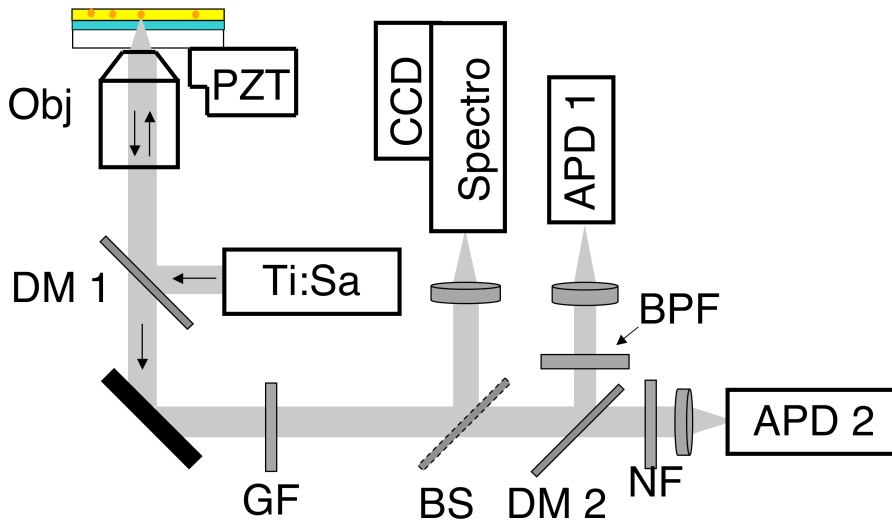 PZT
Obj
CCD
Spectro
APD 1
DM 1
Ti:Sa
BPF
APD 2
GF
BS
DM 2
NF